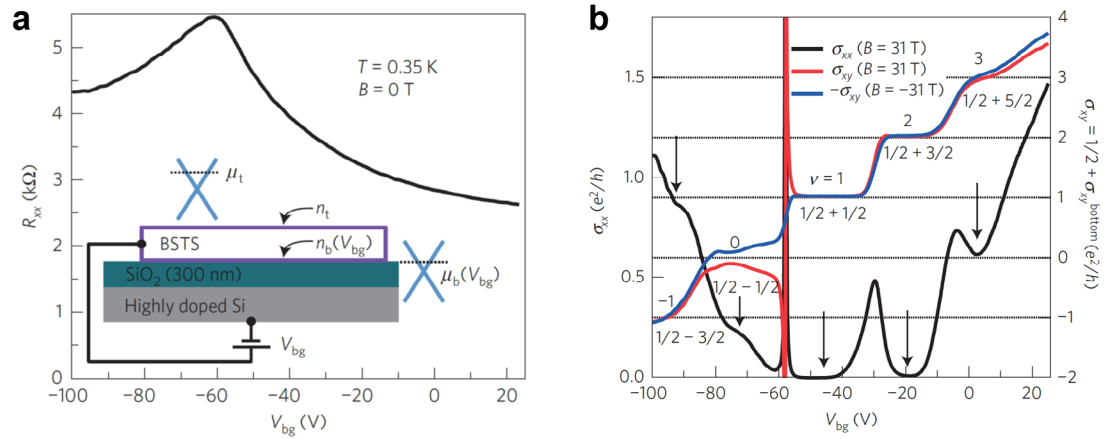 a
5
4
3
2
1
0
R_xx (kΩ)
T = 0.35 K
B = 0 T
μ_t
n_t
BSTS
n_b(V_bg)
μ_b(V_bg)
SiO₂ (300 nm)
Highly doped Si
V_bg
−100 −80 −60 −40 −20 0 20
V_bg (V)
b
1.5
1.0
0.5
0.0
σ_xx (e²/h)
σ_xx (B = 31 T)
σ_xy (B = 31 T)
−σ_xy (B = −31 T)
3
1/2 + 5/2
2
1/2 + 3/2
ν = 1
1/2 + 1/2
0
1/2 − 1/2
−1
1/2 − 3/2
4
3
2
1
0
−1
−2
σ_xy = 1/2 + σ_xy^bottom (e²/h)
−100 −80 −60 −40 −20 0 20
V_bg (V)